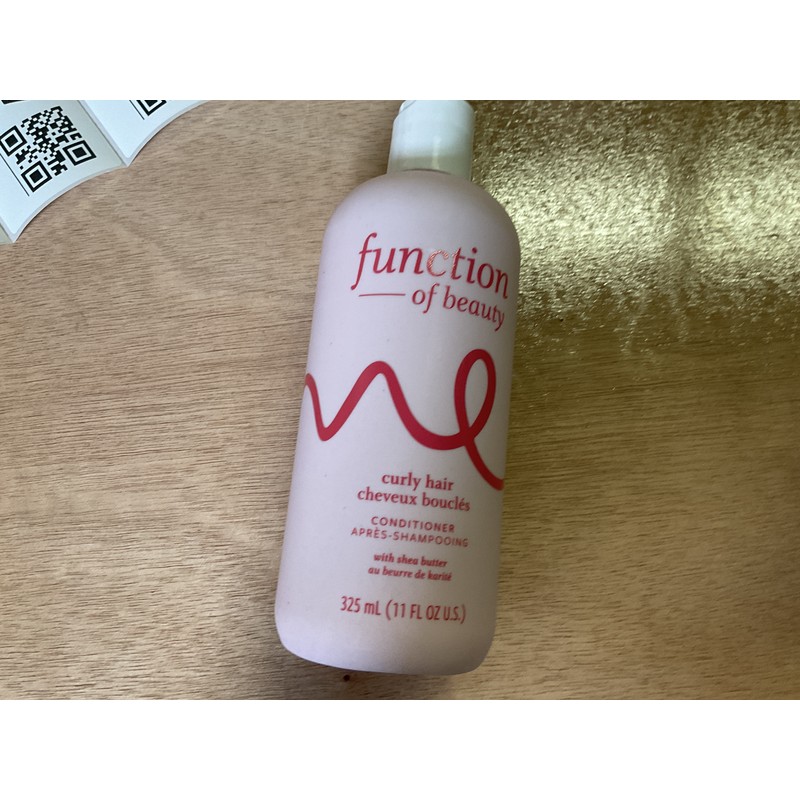 function
of beauty
curly hair
cheveux bouclés
CONDITIONER
APRÈS-SHAMPOOING
with shea butter
au beurre de karité
325 mL (11 FL OZ U.S.)